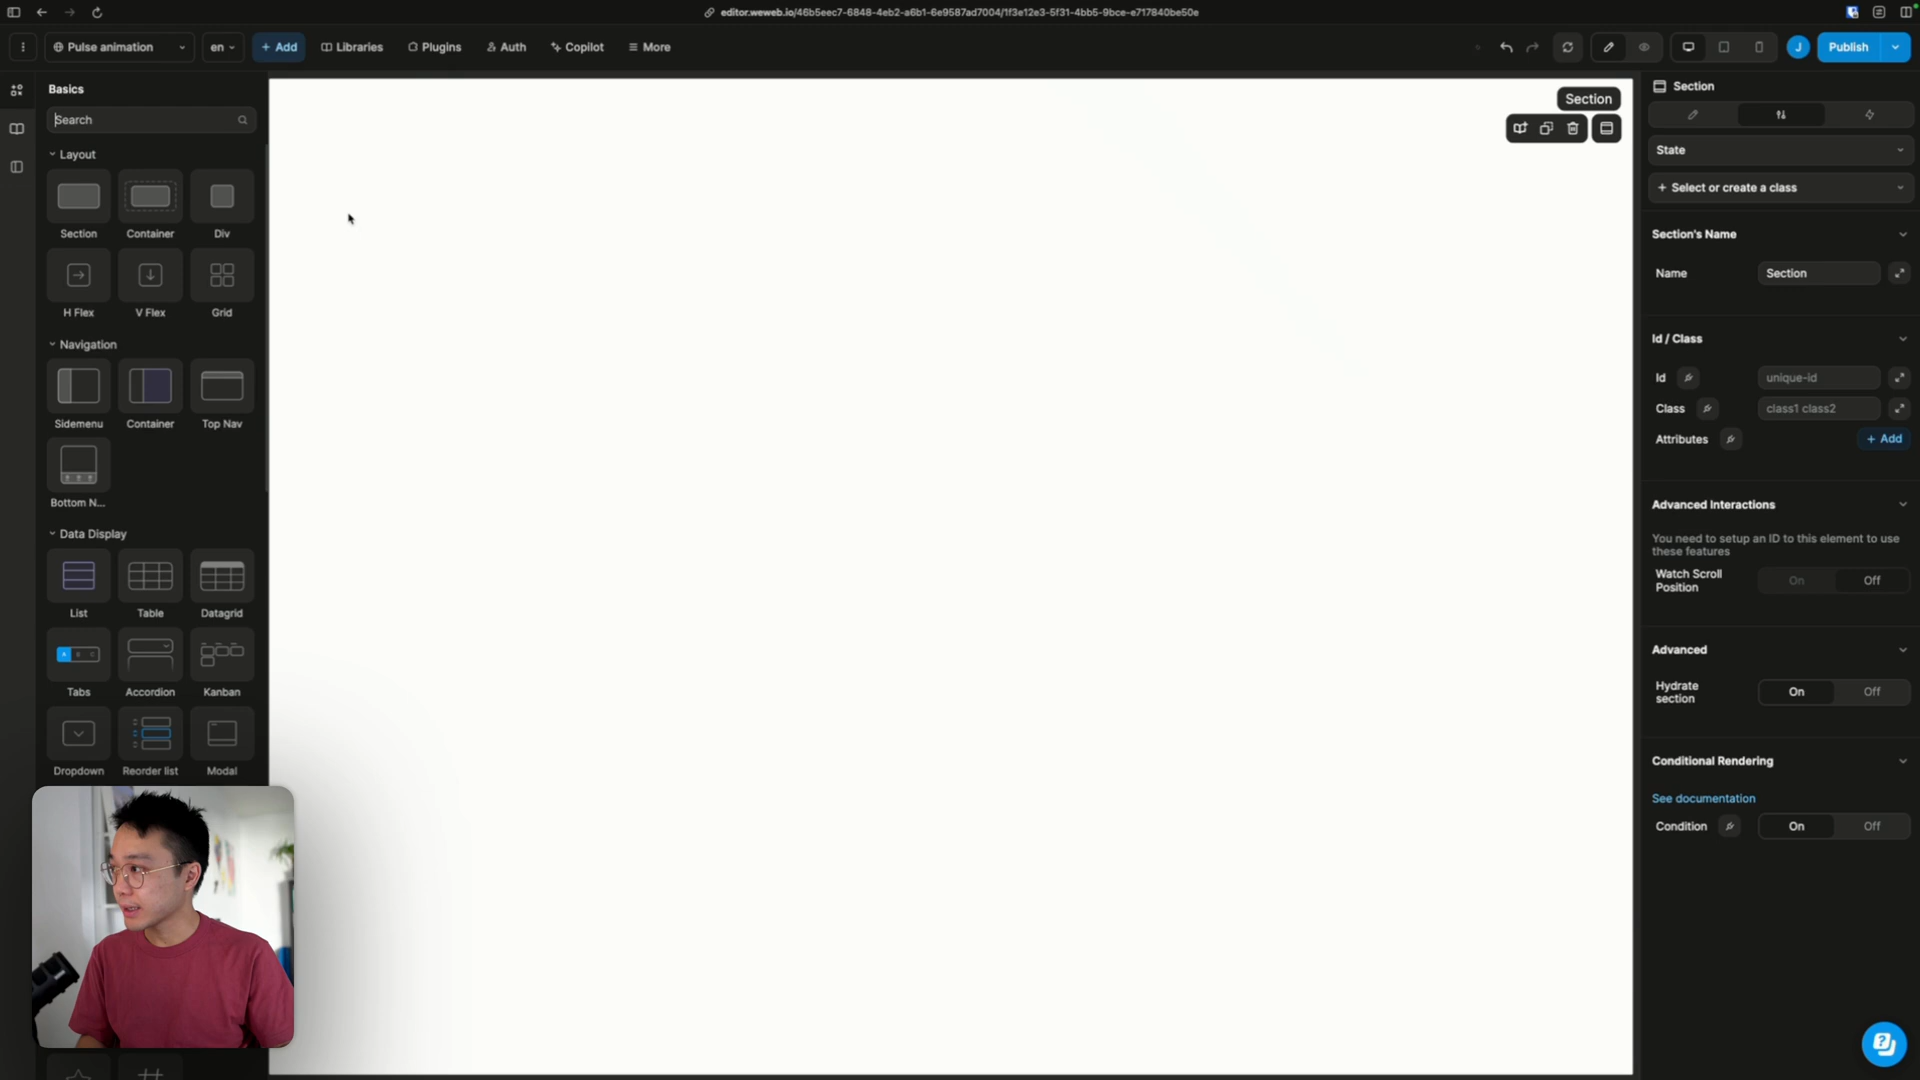 editor.weweb.io/46b5eec7-6848-4eb2-a6b1-6e9587ad7004/1f3e12e3-5f31-4bb5-9bce-e717840be50e
Pulse animation
en
+ Add
Libraries
Plugins
Auth
Copilot
More
J
Publish
Basics
Search
Layout
Section
Container
Div
H Flex
V Flex
Grid
Navigation
Sidemenu
Container
Top Nav
Bottom N...
Data Display
List
Table
Datagrid
Tabs
Accordion
Kanban
Dropdown
Reorder list
Modal
Section
Section
State
+ Select or create a class
Section's Name
Name
Section
Id / Class
Id
unique-id
Class
class1 class2
Attributes
+ Add
Advanced Interactions
You need to setup an ID to this element to use
these features
Watch Scroll
Position
On
Off
Advanced
Hydrate
section
On
Off
Conditional Rendering
See documentation
Condition
On
Off